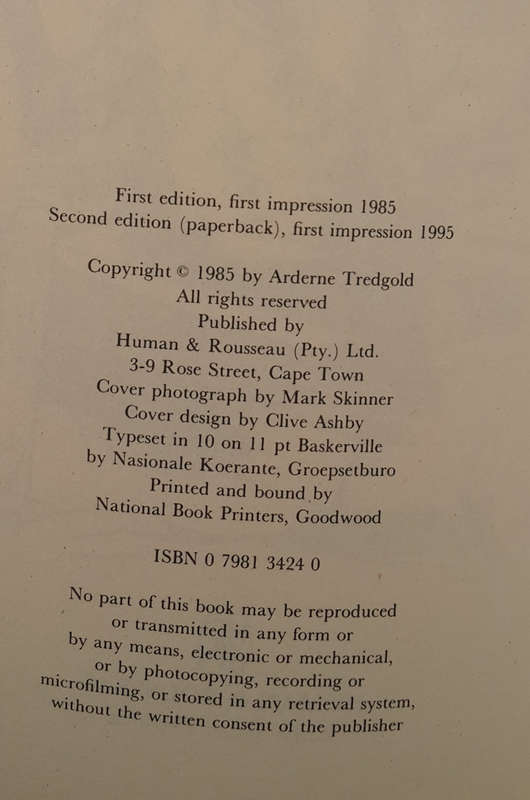 First edition, first impression 1985
Second edition (paperback), first impression 1995
Copyright © 1985 by Arderne Tredgold
All rights reserved
Published by
Human & Rousseau (Pty.) Ltd.
3-9 Rose Street, Cape Town
Cover photograph by Mark Skinner
Cover design by Clive Ashby
Typeset in 10 on 11 pt Baskerville
by Nasionale Koerante, Groepsetburo
Printed and bound by
National Book Printers, Goodwood
ISBN 0 7981 3424 0
No part of this book may be reproduced
or transmitted in any form or
by any means, electronic or mechanical,
or by photocopying, recording or
microfilming, or stored in any retrieval system,
without the written consent of the publisher